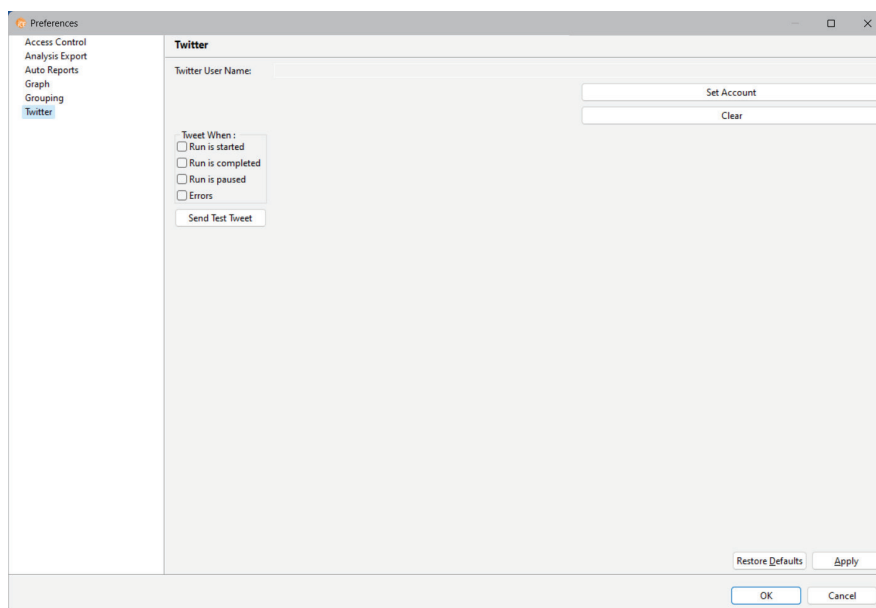 Preferences
Access Control
Analysis Export
Auto Reports
Graph
Grouping
Twitter
Twitter
Twitter User Name:
Set Account
Clear
Tweet When :
Run is started
Run is completed
Run is paused
Errors
Send Test Tweet
Restore Defaults Apply
OK Cancel